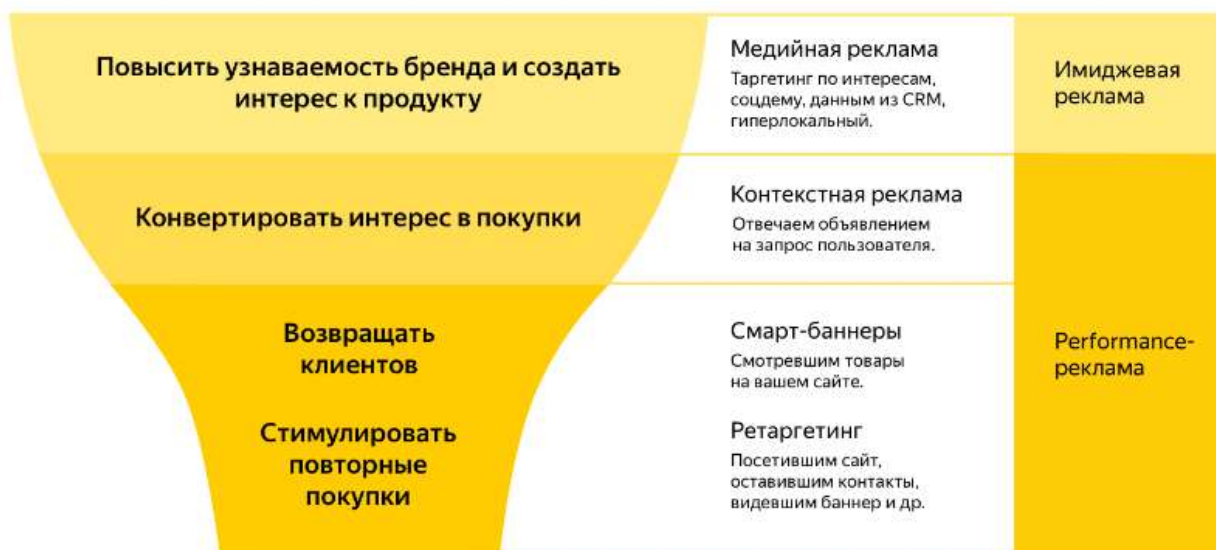 Повысить узнаваемость бренда и создать
интерес к продукту
Медийная реклама
Таргетинг по интересам,
соцдему, данным из CRM,
гиперлокальный.
Имиджевая
реклама
Конвертировать интерес в покупки
Контекстная реклама
Отвечаем объявлением
на запрос пользователя.
Возвращать
клиентов
Смарт-баннеры
Смотревшим товары
на вашем сайте.
Performance-
реклама
Стимулировать
повторные
покупки
Ретаргетинг
Посетившим сайт,
оставившим контакты,
видевшим баннер и др.